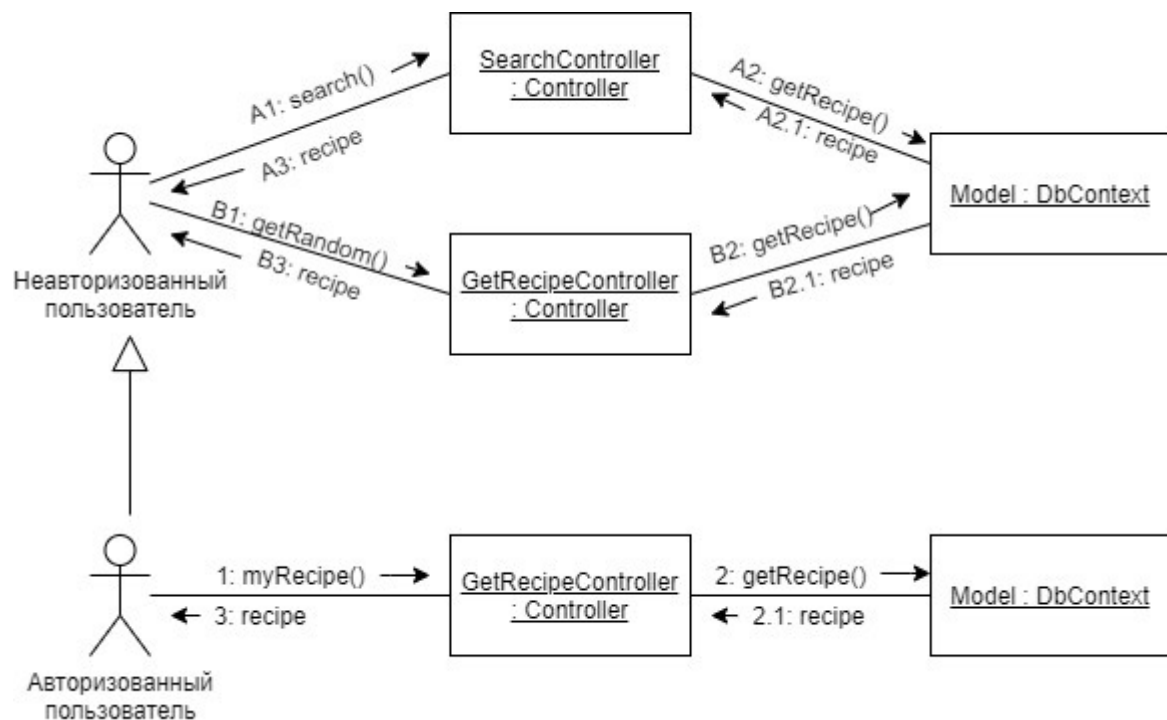 SearchController
: Controller
A1: search()
A3: recipe
A2: getRecipe()
A2.1: recipe
Model : DbContext
B1: getRandom()
B3: recipe
GetRecipeController
: Controller
B2: getRecipe()
B2.1: recipe
Неавторизованный
пользователь
1: myRecipe()
3: recipe
GetRecipeController
: Controller
2: getRecipe()
2.1: recipe
Model : DbContext
Авторизованный
пользователь